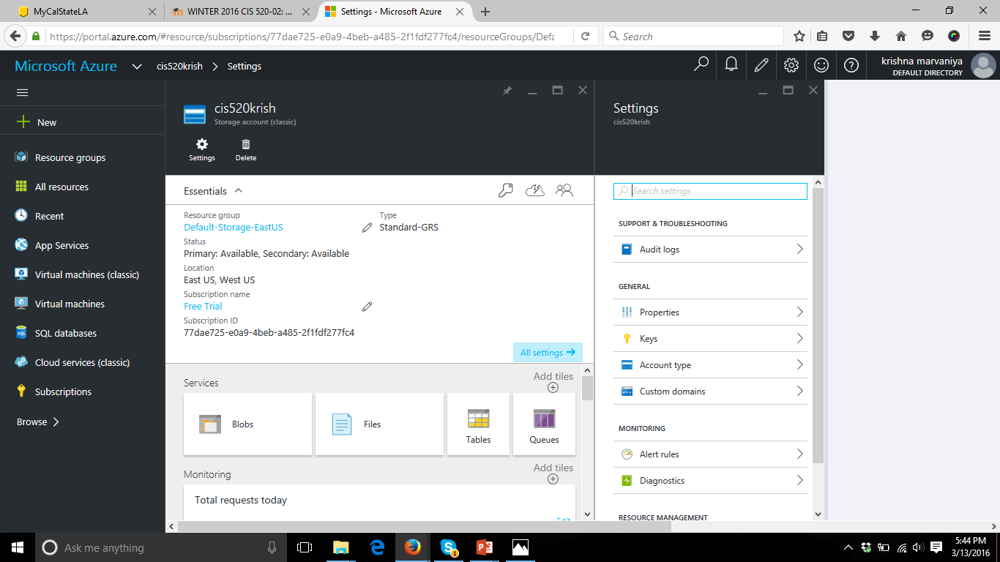 MyCalStateLA
WINTER 2016 CIS 520-02: ...
Settings - Microsoft Azure
https://portal.azure.com/#resource/subscriptions/77dae725-e0a9-4beb-a485-2f1fdf277fc4/resourceGroups/Defa
Search
Microsoft Azure
cis520krish
Settings
krishna marvaniya
DEFAULT DIRECTORY
New
Resource groups
All resources
Recent
App Services
Virtual machines (classic)
Virtual machines
SQL databases
Cloud services (classic)
Subscriptions
Browse
cis520krish
Storage account (classic)
Settings
Delete
Essentials
Resource group
Default-Storage-EastUS
Type
Standard-GRS
Status
Primary: Available, Secondary: Available
Location
East US, West US
Subscription name
Free Trial
Subscription ID
77dae725-e0a9-4beb-a485-2f1fdf277fc4
All settings
Services
Add tiles
Blobs
Files
Tables
Queues
Monitoring
Add tiles
Total requests today
Edit
Settings
cis520krish
Search settings
SUPPORT & TROUBLESHOOTING
Audit logs
GENERAL
Properties
Keys
Account type
Custom domains
MONITORING
Alert rules
Diagnostics
RESOURCE MANAGEMENT
Ask me anything
5:44 PM
3/13/2016